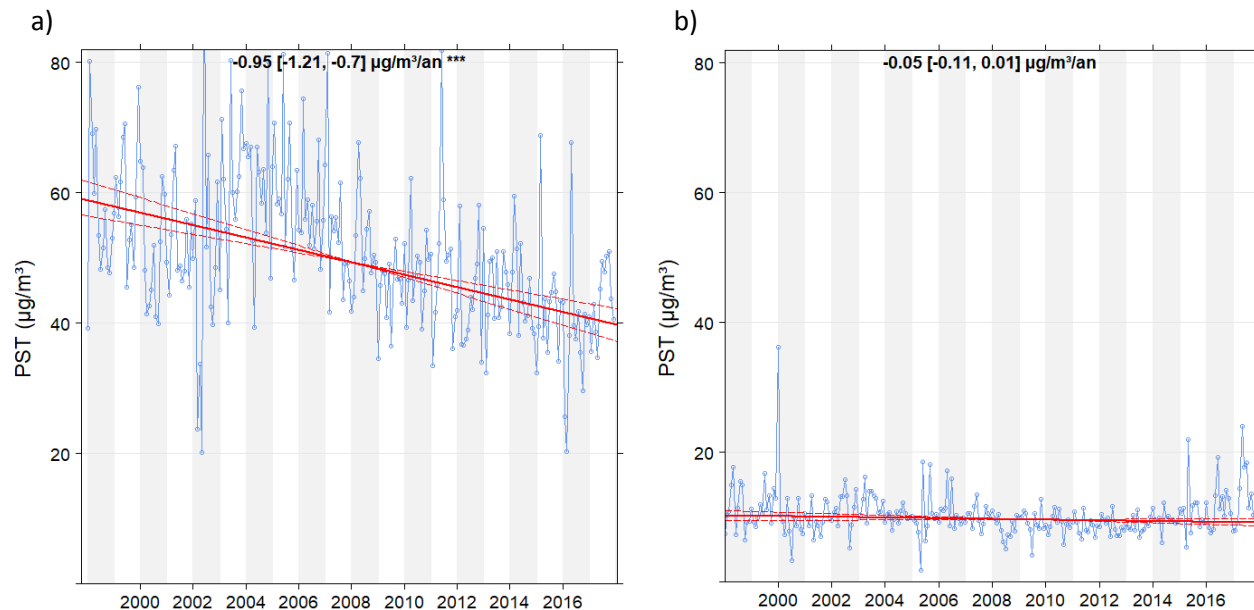 a)
-0.95 [-1.21, -0.7] µg/m³/an ***
PST (µg/m³)
80
60
40
20
2000 2002 2004 2006 2008 2010 2012 2014 2016
b)
-0.05 [-0.11, 0.01] µg/m³/an
PST (µg/m³)
80
60
40
20
2000 2002 2004 2006 2008 2010 2012 2014 2016